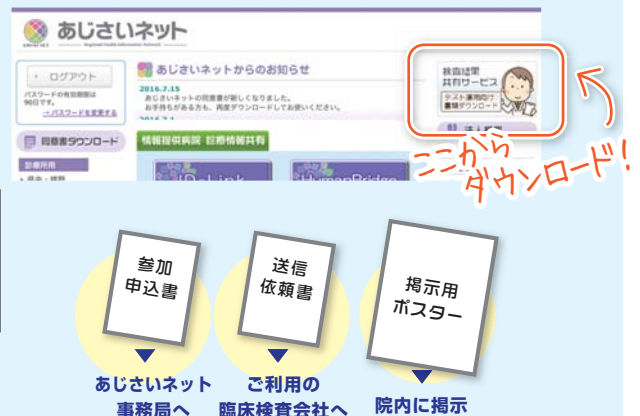 あじさいネット
Regional Health Information Network
ログアウト
パスワードの有効期限は
90日です。
→パスワードを変更する
あじさいネットからのお知らせ
2016.7.15
あじさいネットの同意書が新しくなりました。
お手持ちがある方も、再度ダウンロードしてお使いください。
2016.7.1
検査結果
共有サービス
テスト運用向け
書類ダウンロード
同意書ダウンロード
情報提供病院 診療情報共有
診療所用
ID-Link
HumanBridge
ここから
ダウンロード!
参加
申込書
送信
依頼書
掲示用
ポスター
あじさいネット
事務局へ
ご利用の
臨床検査会社へ
院内に掲示